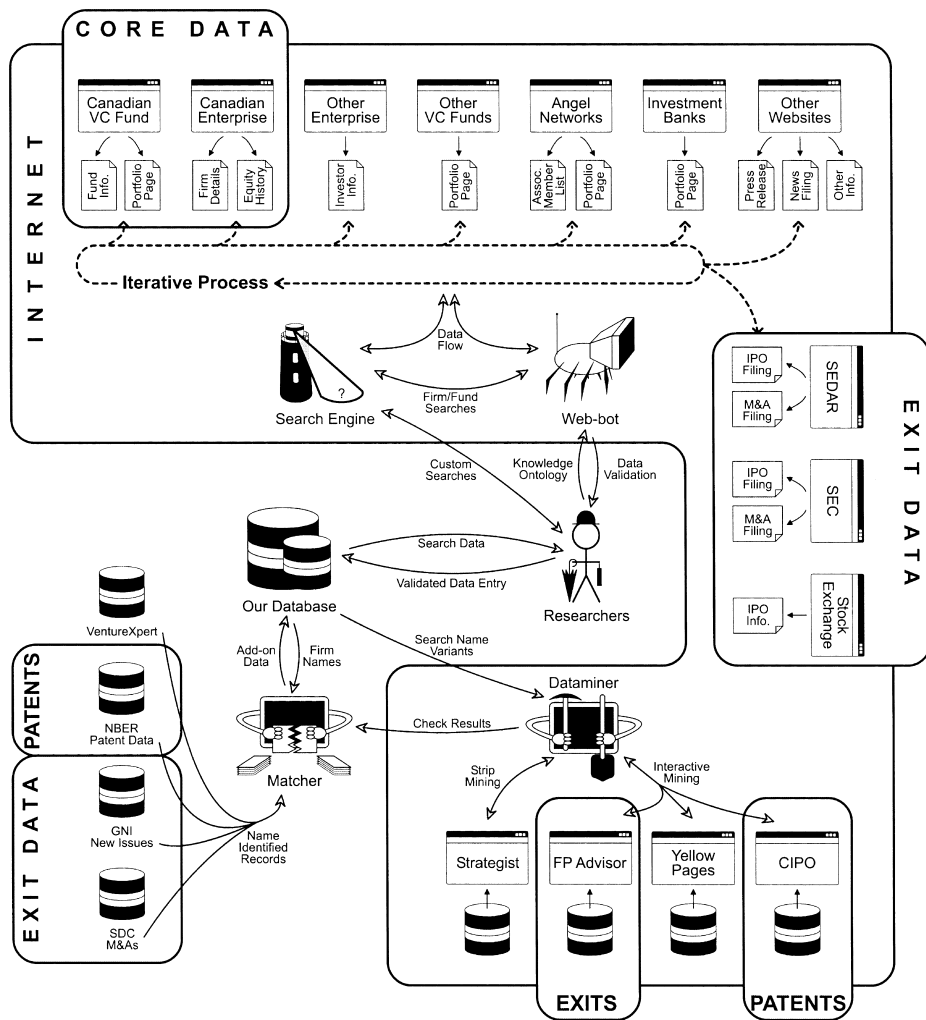 CORE DATA
INTERNET
Canadian
VC Fund
Canadian
Enterprise
Other
Enterprise
Other
VC Funds
Angel
Networks
Investment
Banks
Other
Websites
Fund
Info.
Portfolio
Page
Firm
Details
Equity
History
Investor
Info.
Portfolio
Page
Assoc.
Member
List
Portfolio
Page
Portfolio
Page
Press
Release
News
Filing
Other
Info.
Iterative Process
Data
Flow
?
Firm/Fund
Searches
Search Engine
Web-bot
EXIT DATA
IPO
Filing
M&A
Filing
SEDAR
IPO
Filing
M&A
Filing
SEC
IPO
Info.
Stock
Exchange
Custom
Searches
Knowledge
Ontology
Data
Validation
Search Data
Validated Data Entry
Our Database
Researchers
VentureXpert
Add-on
Data
Firm
Names
Search Name
Variants
PATENTS
NBER
Patent Data
Matcher
Check Results
Dataminer
Strip
Mining
Interactive
Mining
EXIT DATA
GNI
New Issues
Name
Identified
Records
SDC
M&As
Strategist
FP Advisor
Yellow
Pages
CIPO
EXITS
PATENTS